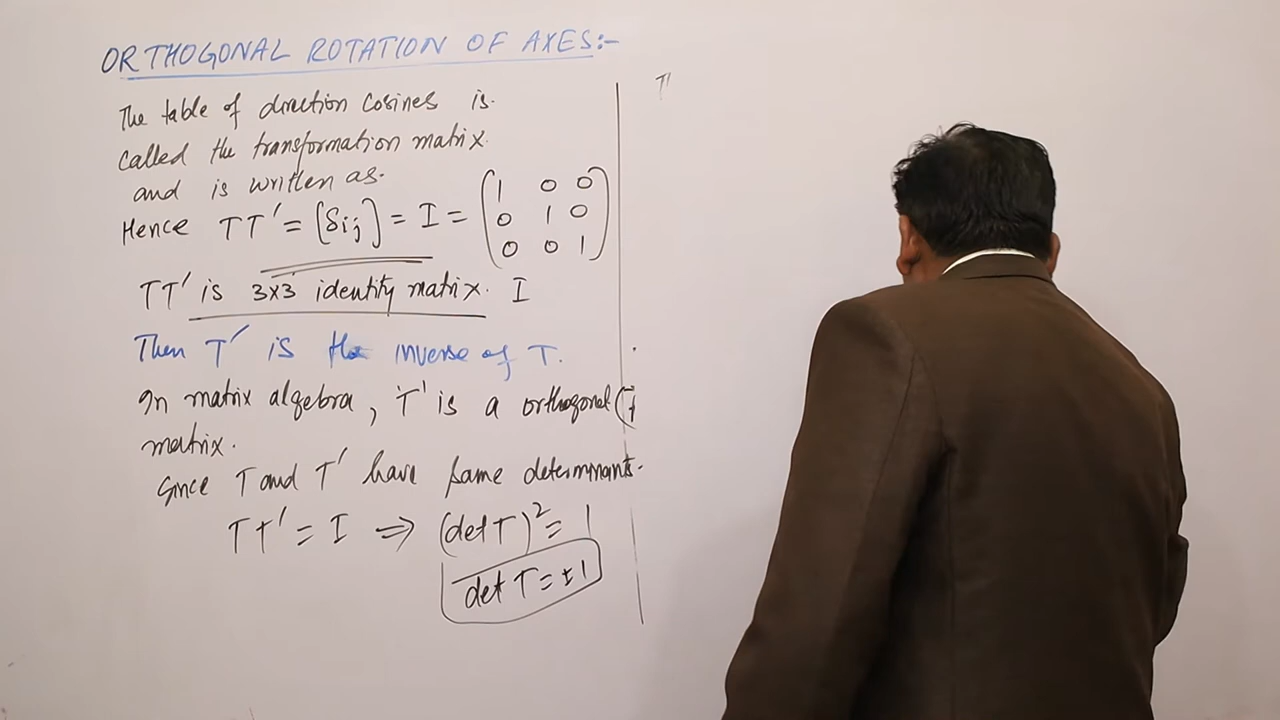 ORTHOGONAL ROTATION OF AXES:-
The table of direction Cosines is.
Called the transformation matrix.
and is written as.
Hence TT' = [δij] = I = (1 0 0
0 1 0
0 0 1)
TT' is 3x3 identity matrix. I
Then T' is the inverse of T.
In matrix algebra, T' is a orthogonal (
matrix.
Since T and T' have same determinants.
TT' = I ⇒ (det T)² = 1
det T = ±1